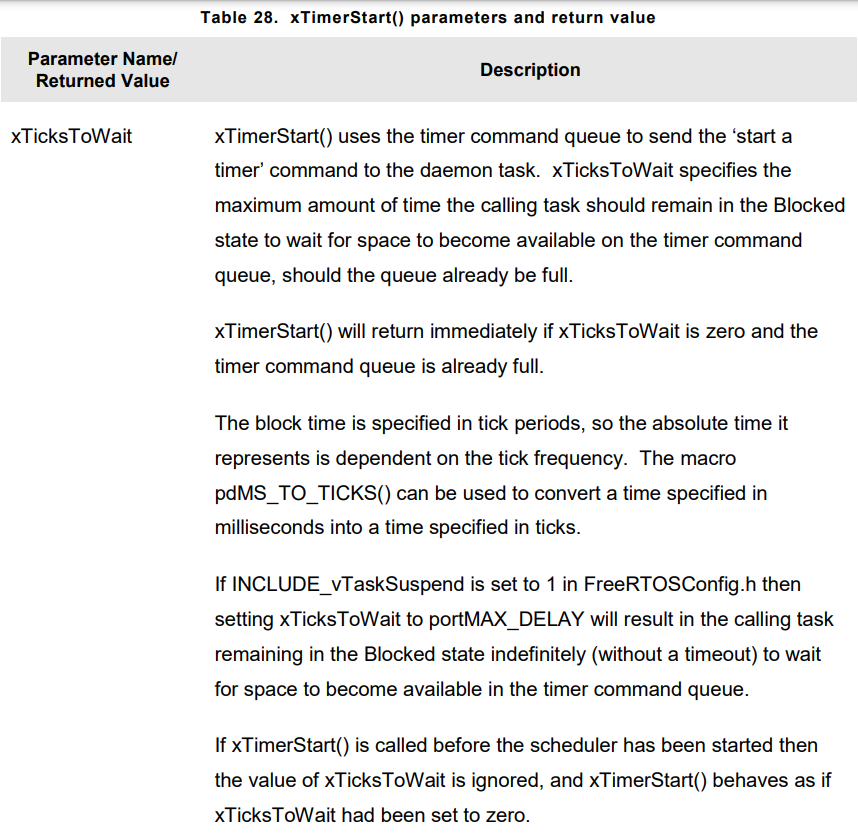 Table 28. xTimerStart() parameters and return value
Parameter Name/
Returned Value
Description
xTicksToWait
xTimerStart() uses the timer command queue to send the ‘start a
timer’ command to the daemon task. xTicksToWait specifies the
maximum amount of time the calling task should remain in the Blocked
state to wait for space to become available on the timer command
queue, should the queue already be full.
xTimerStart() will return immediately if xTicksToWait is zero and the
timer command queue is already full.
The block time is specified in tick periods, so the absolute time it
represents is dependent on the tick frequency. The macro
pdMS_TO_TICKS() can be used to convert a time specified in
milliseconds into a time specified in ticks.
If INCLUDE_vTaskSuspend is set to 1 in FreeRTOSConfig.h then
setting xTicksToWait to portMAX_DELAY will result in the calling task
remaining in the Blocked state indefinitely (without a timeout) to wait
for space to become available in the timer command queue.
If xTimerStart() is called before the scheduler has been started then
the value of xTicksToWait is ignored, and xTimerStart() behaves as if
xTicksToWait had been set to zero.